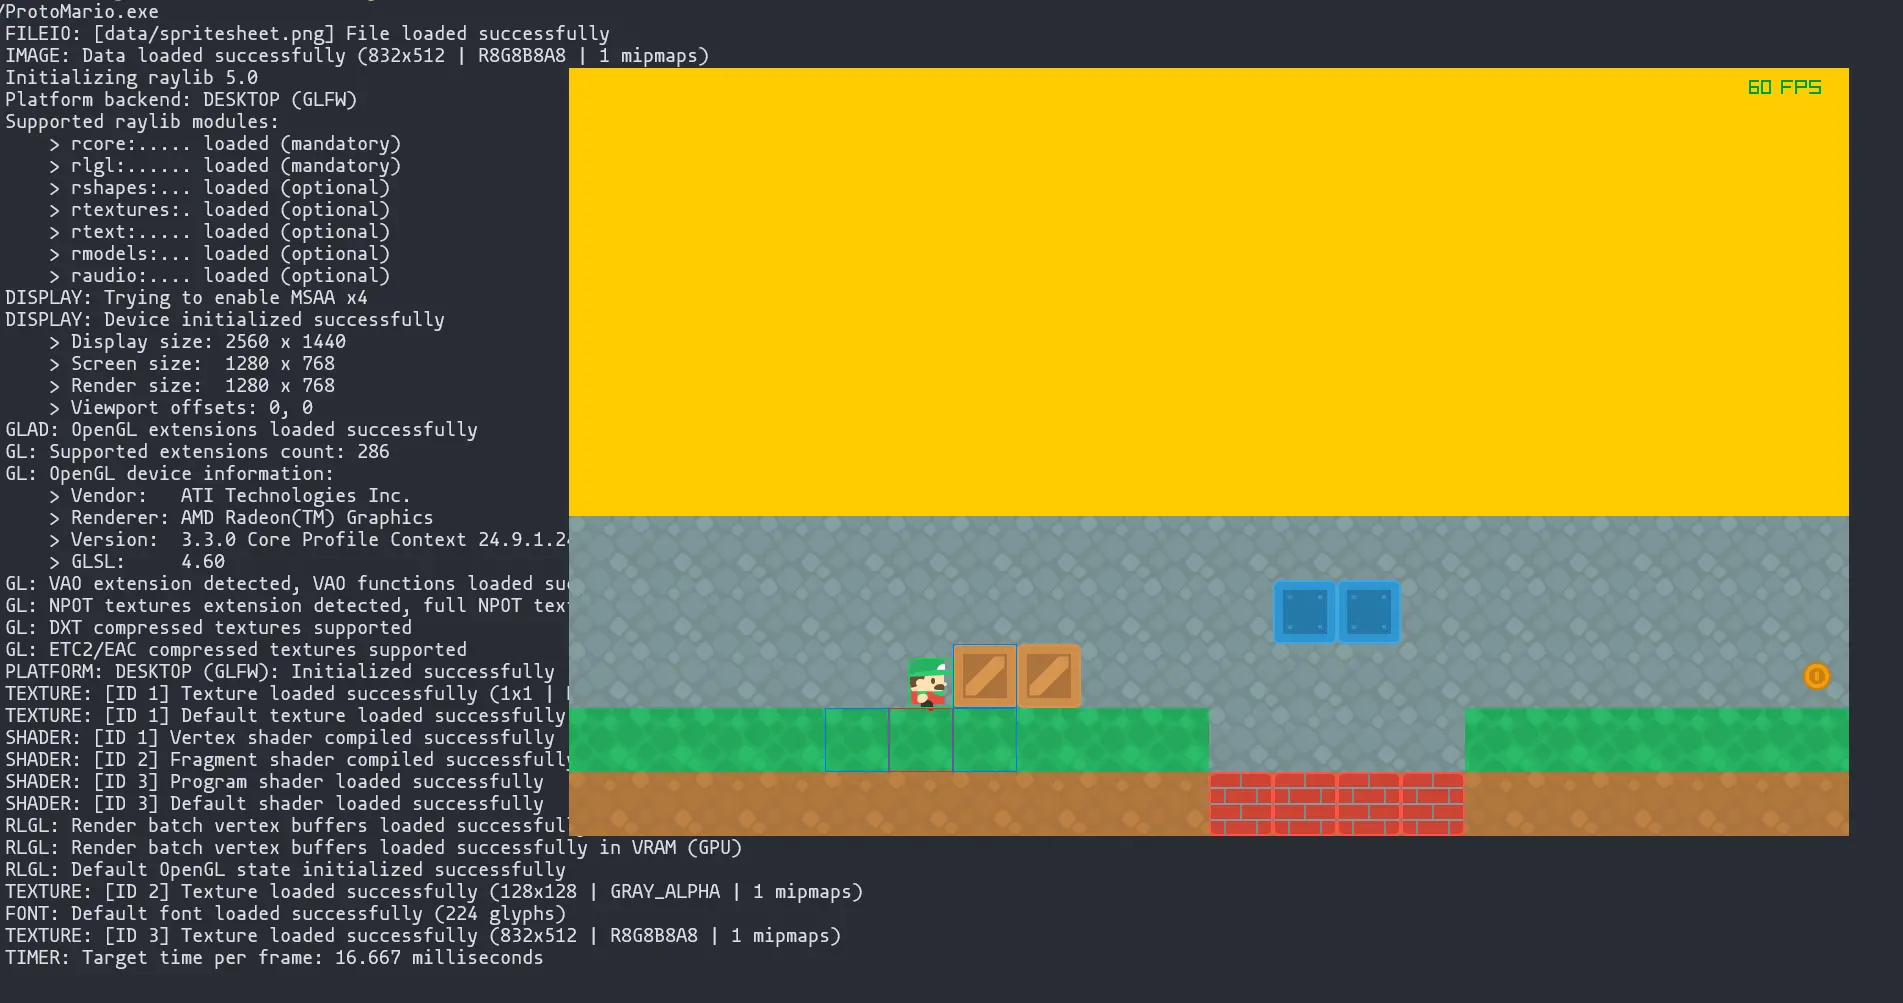 /ProtoMario.exe
FILEIO: [data/spritesheet.png] File loaded successfully
IMAGE: Data loaded successfully (832x512 | R8G8B8A8 | 1 mipmaps)
Initializing raylib 5.0
Platform backend: DESKTOP (GLFW)
Supported raylib modules:
    > rcore:..... loaded (mandatory)
    > rlgl:...... loaded (mandatory)
    > rshapes:... loaded (optional)
    > rtextures:. loaded (optional)
    > rtext:..... loaded (optional)
    > rmodels:... loaded (optional)
    > raudio:.... loaded (optional)
DISPLAY: Trying to enable MSAA x4
DISPLAY: Device initialized successfully
    > Display size: 2560 x 1440
    > Screen size:  1280 x 768
    > Render size:  1280 x 768
    > Viewport offsets: 0, 0
GLAD: OpenGL extensions loaded successfully
GL: Supported extensions count: 286
GL: OpenGL device information:
    > Vendor:   ATI Technologies Inc.
    > Renderer: AMD Radeon(TM) Graphics
    > Version:  3.3.0 Core Profile Context 24.9.1.2
    > GLSL:     4.60
GL: VAO extension detected, VAO functions loaded
GL: NPOT textures extension detected, full NPOT
GL: DXT compressed textures supported
GL: ETC2/EAC compressed textures supported
PLATFORM: DESKTOP (GLFW): Initialized successfully
TEXTURE: [ID 1] Texture loaded successfully (1x1 |
TEXTURE: [ID 1] Default texture loaded successfully
SHADER: [ID 1] Vertex shader compiled successfully
SHADER: [ID 2] Fragment shader compiled successfully
SHADER: [ID 3] Program shader loaded successfully
SHADER: [ID 3] Default shader loaded successfully
RLGL: Render batch vertex buffers loaded successfully
RLGL: Render batch vertex buffers loaded successfully in VRAM (GPU)
RLGL: Default OpenGL state initialized successfully
TEXTURE: [ID 2] Texture loaded successfully (128x128 | GRAY_ALPHA | 1 mipmaps)
FONT: Default font loaded successfully (224 glyphs)
TEXTURE: [ID 3] Texture loaded successfully (832x512 | R8G8B8A8 | 1 mipmaps)
TIMER: Target time per frame: 16.667 milliseconds
60 FPS